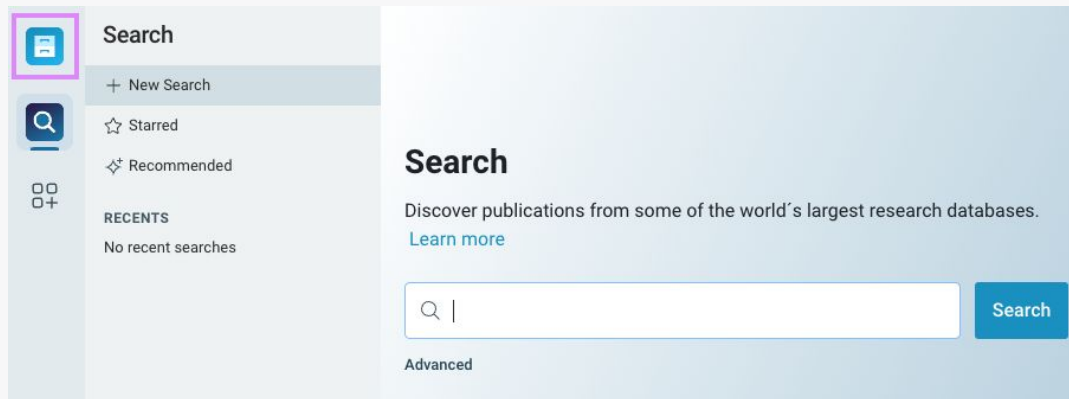 Search
New Search
Starred
Recommended
RECENTS
No recent searches
Search
Discover publications from some of the world´s largest research databases.
Learn more
Search
Advanced